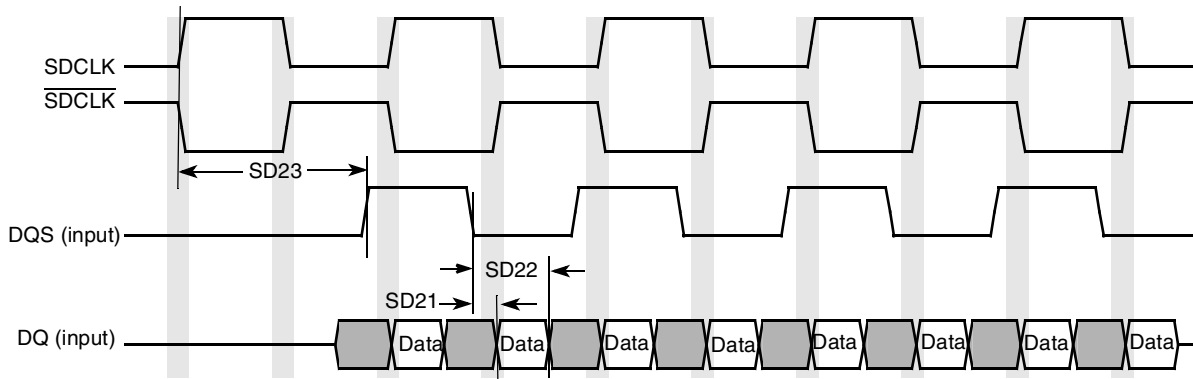 SDCLK
SDCLK
SD23
DQS (input)
SD22
SD21
DQ (input)
Data
Data
Data
Data
Data
Data
Data
Data